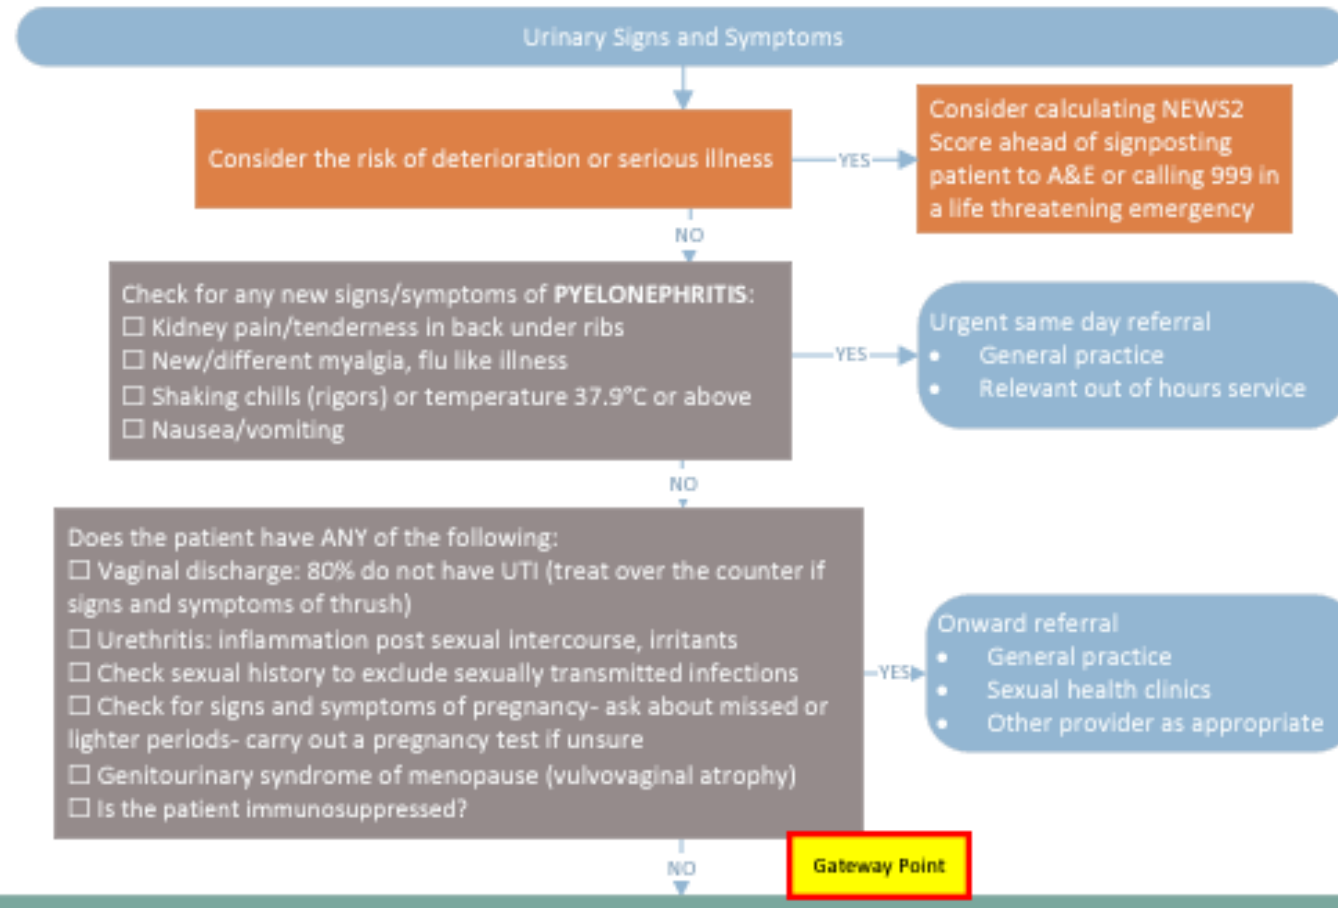 Urinary Signs and Symptoms
Consider the risk of deterioration or serious illness
YES
Consider calculating NEWS2
Score ahead of signposting
patient to A&E or calling 999 in
a life threatening emergency
NO
Check for any new signs/symptoms of PYELONEPHRITIS:
☐ Kidney pain/tenderness in back under ribs
☐ New/different myalgia, flu like illness
☐ Shaking chills (rigors) or temperature 37.9°C or above
☐ Nausea/vomiting
YES
Urgent same day referral
• General practice
• Relevant out of hours service
NO
Does the patient have ANY of the following:
☐ Vaginal discharge: 80% do not have UTI (treat over the counter if
signs and symptoms of thrush)
☐ Urethritis: inflammation post sexual intercourse, irritants
☐ Check sexual history to exclude sexually transmitted infections
☐ Check for signs and symptoms of pregnancy- ask about missed or
lighter periods- carry out a pregnancy test if unsure
☐ Genitourinary syndrome of menopause (vulvovaginal atrophy)
☐ Is the patient immunosuppressed?
YES
Onward referral
• General practice
• Sexual health clinics
• Other provider as appropriate
NO
Gateway Point